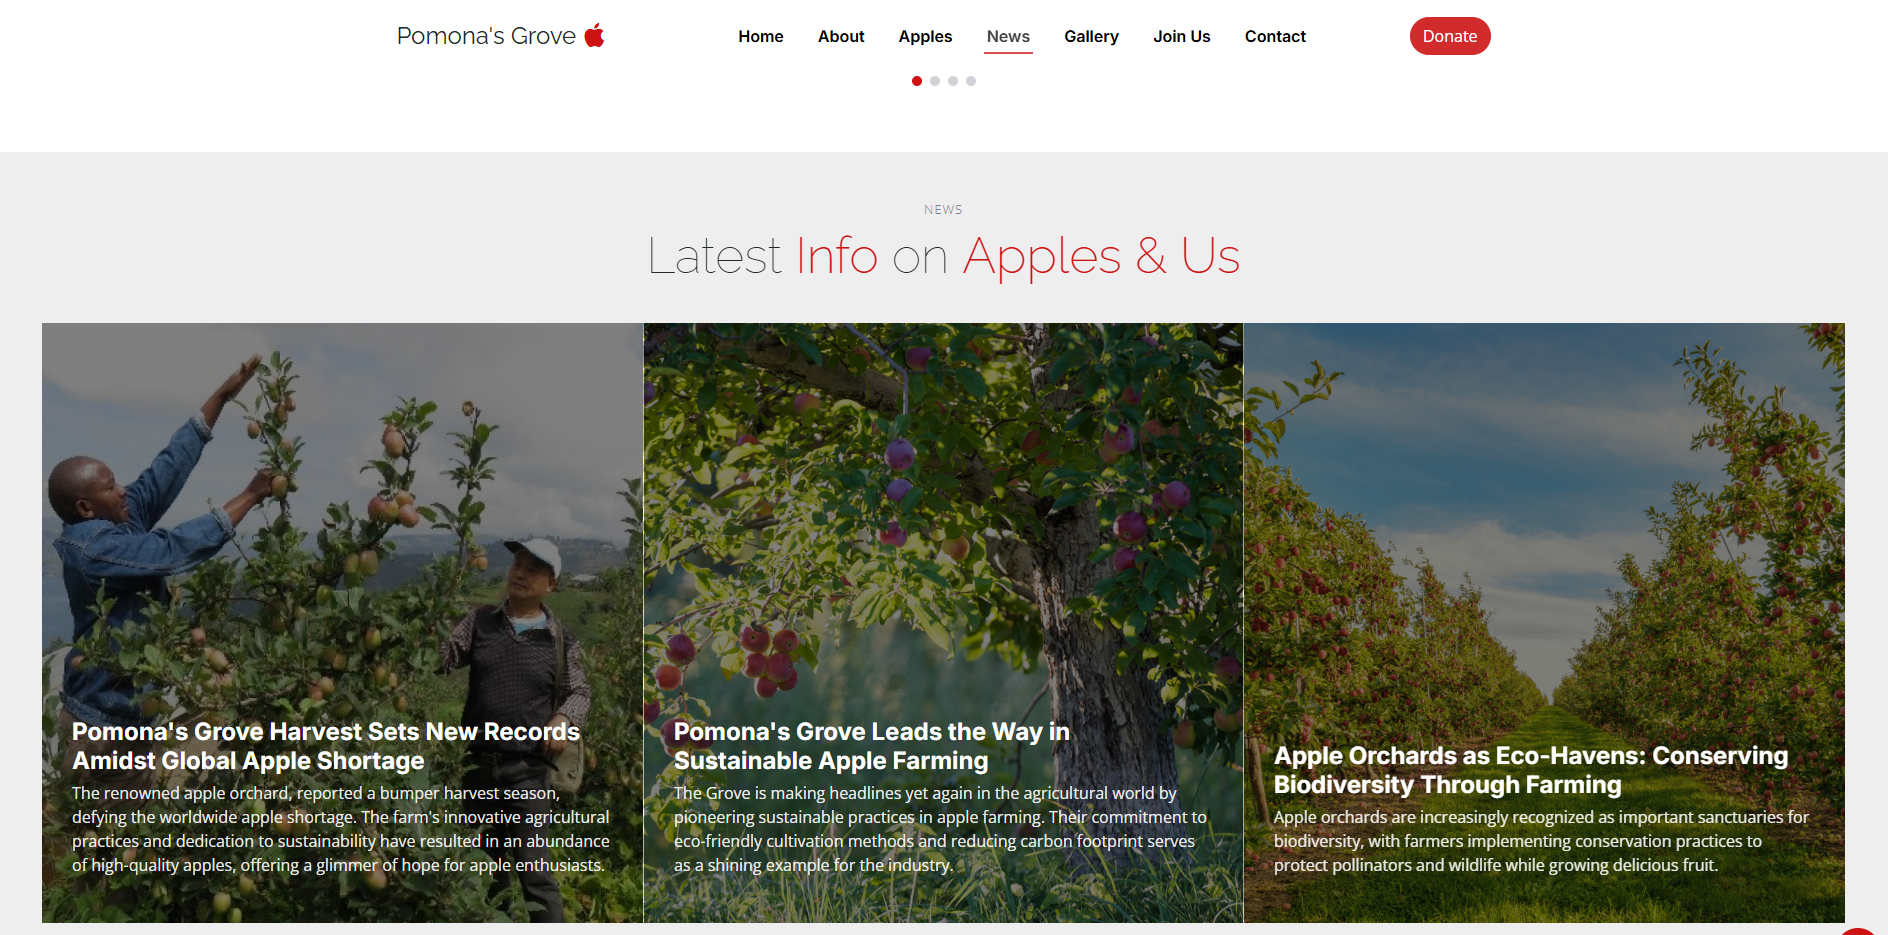 Pomona's Grove
Home
About
Apples
News
Gallery
Join Us
Contact
Donate
NEWS
Latest Info on Apples & Us
Pomona's Grove Harvest Sets New Records
Amidst Global Apple Shortage
The renowned apple orchard, reported a bumper harvest season,
defying the worldwide apple shortage. The farm's innovative agricultural
practices and dedication to sustainability have resulted in an abundance
of high-quality apples, offering a glimmer of hope for apple enthusiasts.
Pomona's Grove Leads the Way in
Sustainable Apple Farming
The Grove is making headlines yet again in the agricultural world by
pioneering sustainable practices in apple farming. Their commitment to
eco-friendly cultivation methods and reducing carbon footprint serves
as a shining example for the industry.
Apple Orchards as Eco-Havens: Conserving
Biodiversity Through Farming
Apple orchards are increasingly recognized as important sanctuaries for
biodiversity, with farmers implementing conservation practices to
protect pollinators and wildlife while growing delicious fruit.